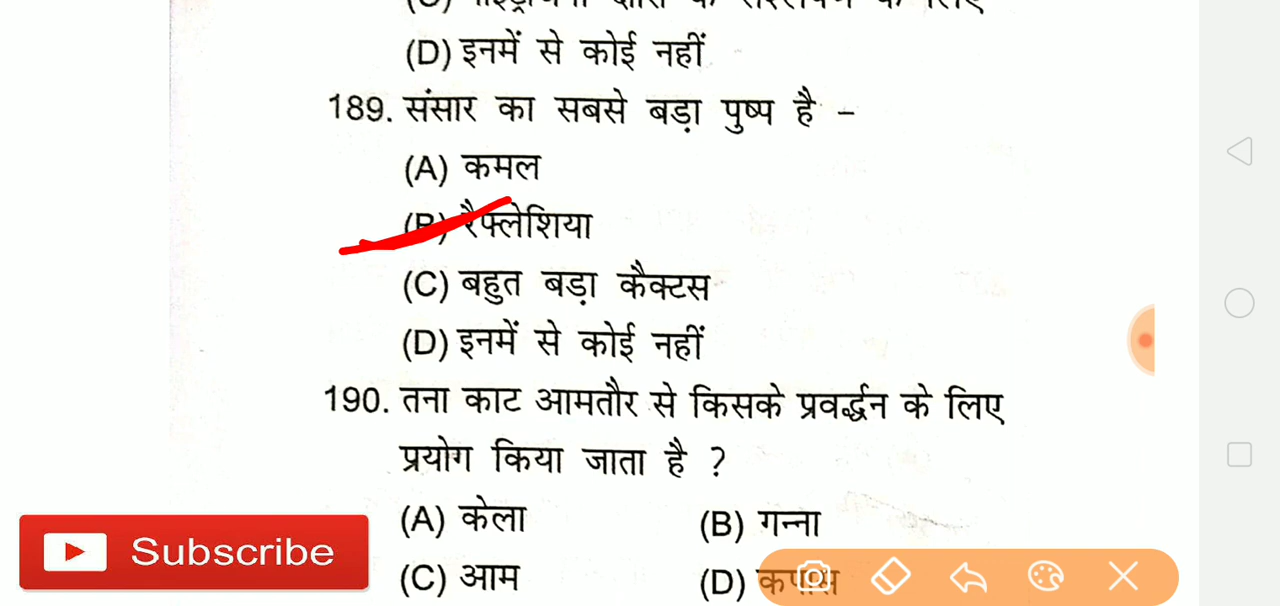 (D) इनमें से कोई नहीं
189. संसार का सबसे बड़ा पुष्प है –
(A) कमल
(B) रैफ्लेशिया
(C) बहुत बड़ा कैक्टस
(D) इनमें से कोई नहीं
190. तना काट आमतौर से किसके प्रवर्द्धन के लिए
प्रयोग किया जाता है ?
(A) केला (B) गन्ना
(C) आम (D) कपास
Subscribe